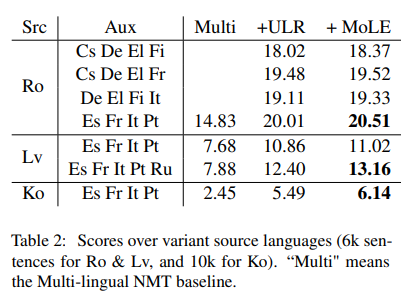 Src Aux Multi +ULR + MoLE
Cs De El Fi 18.02 18.37
Cs De El Fr 19.48 19.52
Ro
De El Fi It 19.11 19.33
Es Fr It Pt 14.83 20.01 20.51
Es Fr It Pt 7.68 10.86 11.02
Lv
Es Fr It Pt Ru 7.88 12.40 13.16
Ko Es Fr It Pt 2.45 5.49 6.14
Table 2: Scores over variant source languages (6k sen-
tences for Ro & Lv, and 10k for Ko). “Multi" means
the Multi-lingual NMT baseline.